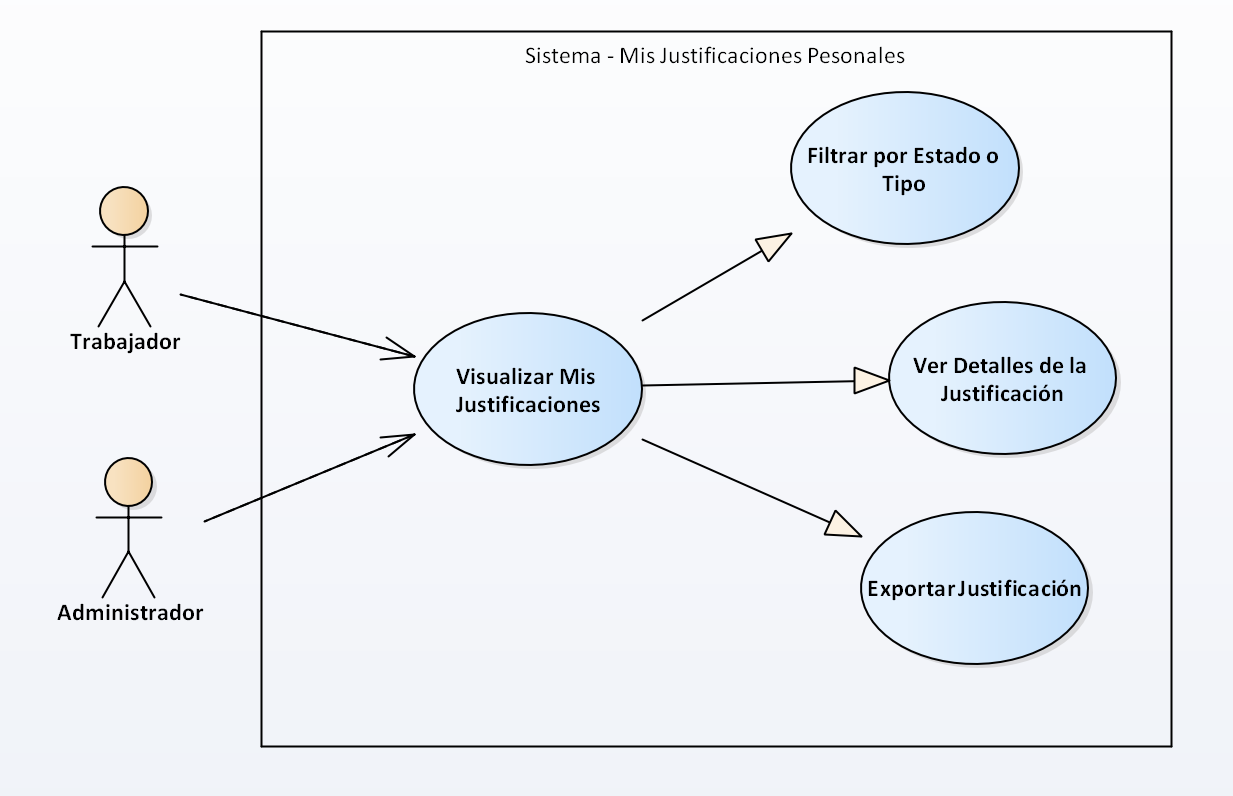 Sistema - Mis Justificaciones Pesonales
Filtrar por Estado o
Tipo
Trabajador
Visualizar Mis
Justificaciones
Ver Detalles de la
Justificación
Administrador
Exportar Justificación